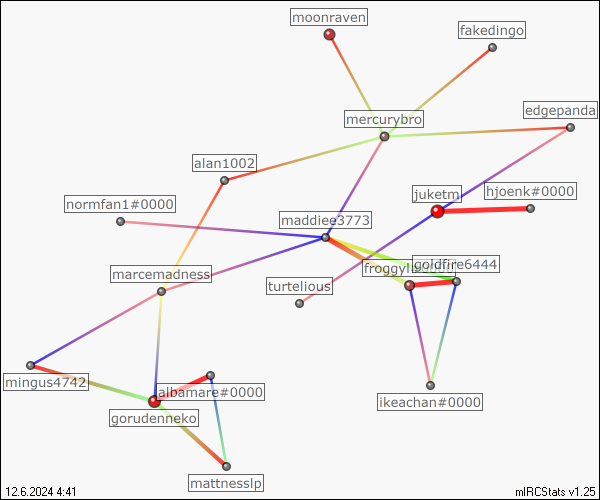 moonraven
fakedingo
edgepanda
mercurybro
alan1002
juketm
hjoenk#0000
normfan1#0000
maddiee3773
goldfire6444
marcemadness
turtelious
mingus4742
albamare#0000
ikeachan#0000
gorudenneko
mattnesslp
12.6.2024 4:41
mIRCStats v1.25